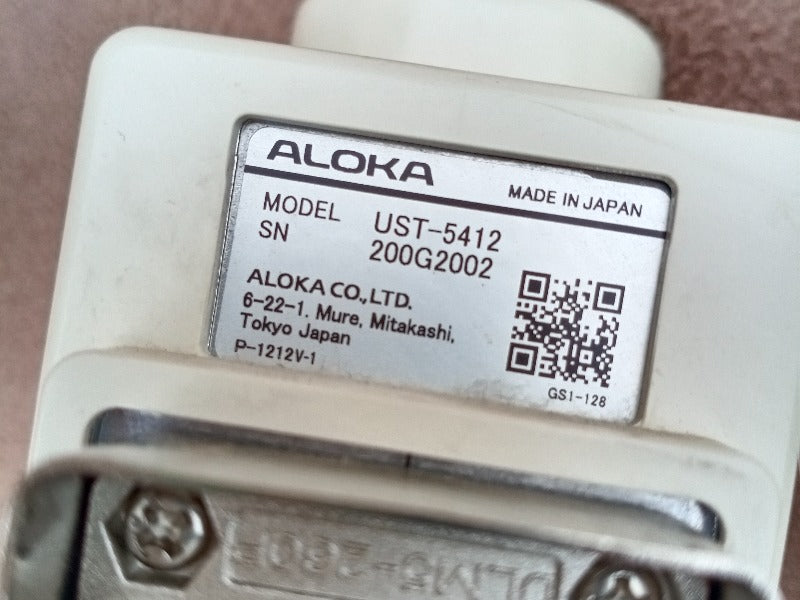 ALOKA
MADE IN JAPAN
MODEL UST-5412
SN 200G2002
ALOKA CO.,LTD.
6-22-1. Mure, Mitakashi,
Tokyo Japan
P-1212V-1
GS1-128